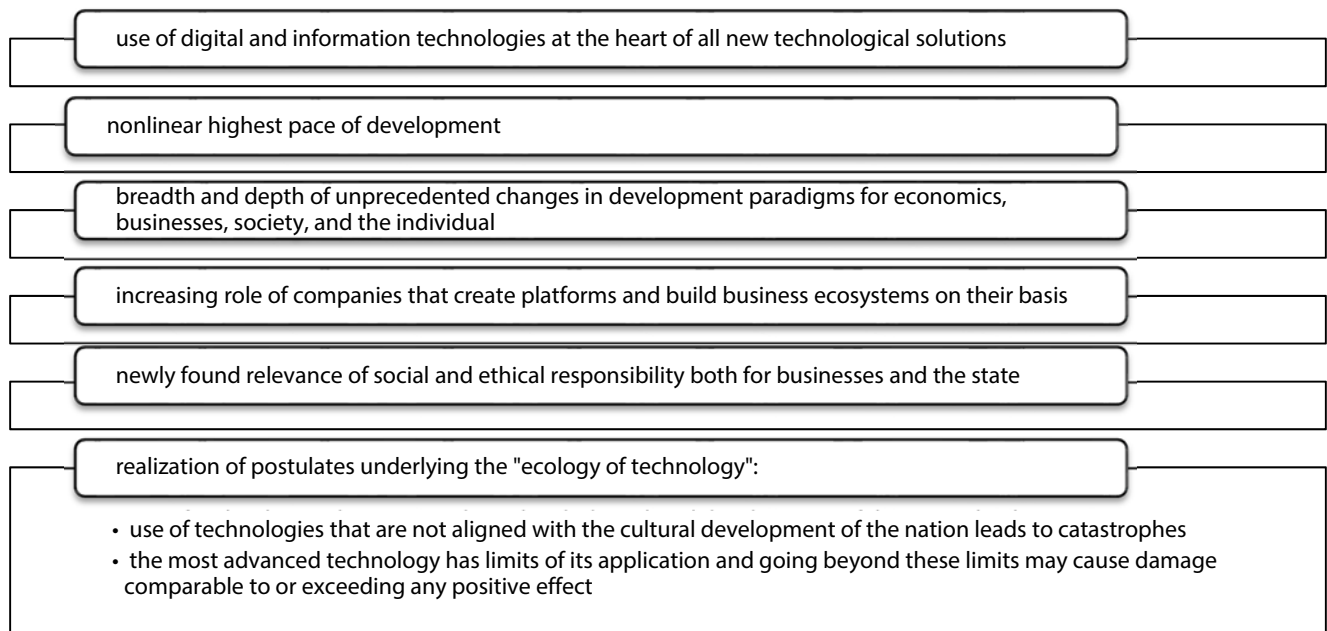 use of digital and information technologies at the heart of all new technological solutions
nonlinear highest pace of development
breadth and depth of unprecedented changes in development paradigms for economics,
businesses, society, and the individual
increasing role of companies that create platforms and build business ecosystems on their basis
newly found relevance of social and ethical responsibility both for businesses and the state
realization of postulates underlying the "ecology of technology":
• use of technologies that are not aligned with the cultural development of the nation leads to catastrophes
• the most advanced technology has limits of its application and going beyond these limits may cause damage
comparable to or exceeding any positive effect